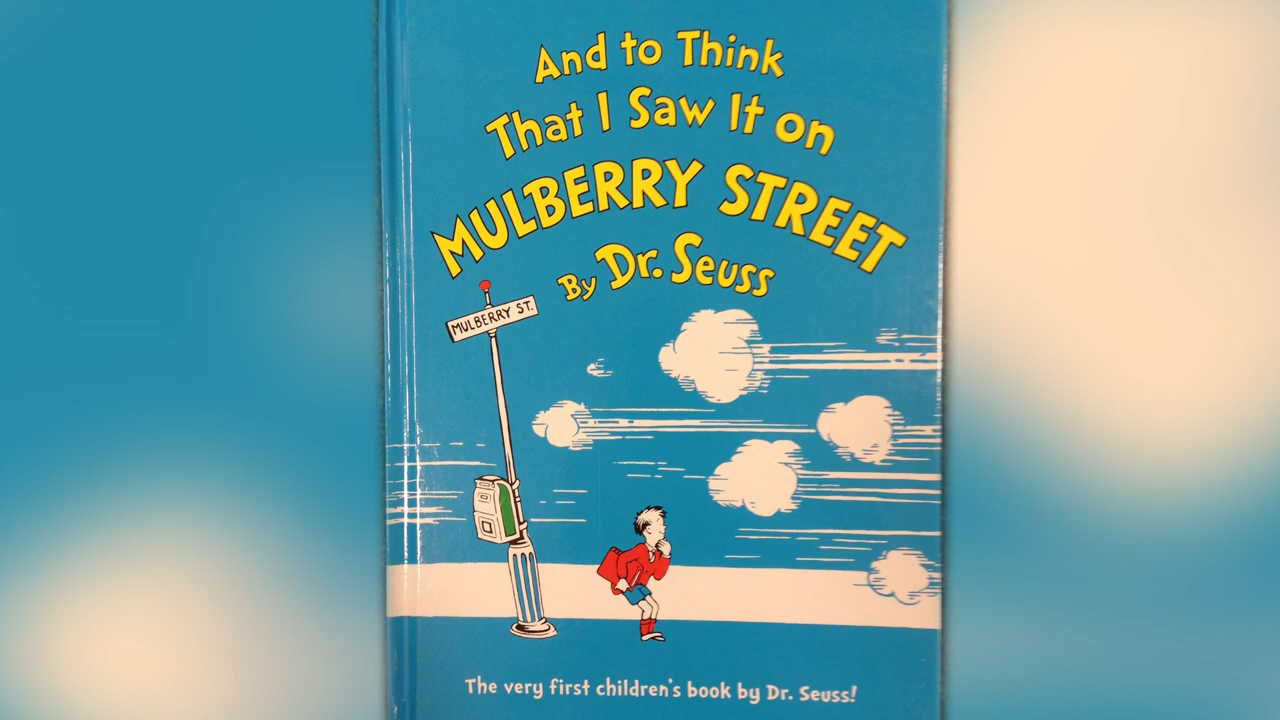 And to Think
That I Saw It on
MULBERRY STREET
By Dr. Seuss
MULBERRY ST.
The very first children's book by Dr. Seuss!